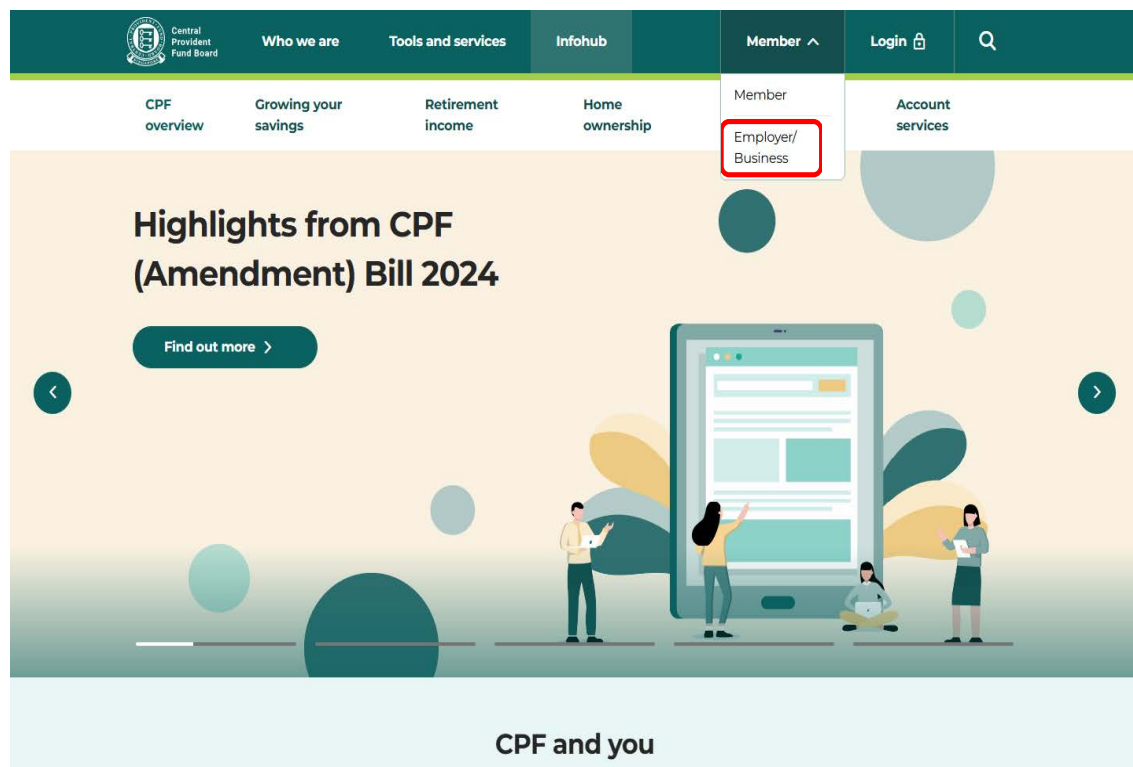 Central
Provident
Fund Board
Who we are
Tools and services
Infohub
Member
Login
CPF
overview
Growing your
savings
Retirement
income
Home
ownership
Member
Employer/
Business
Account
services
Highlights from CPF
(Amendment) Bill 2024
Find out more
CPF and you